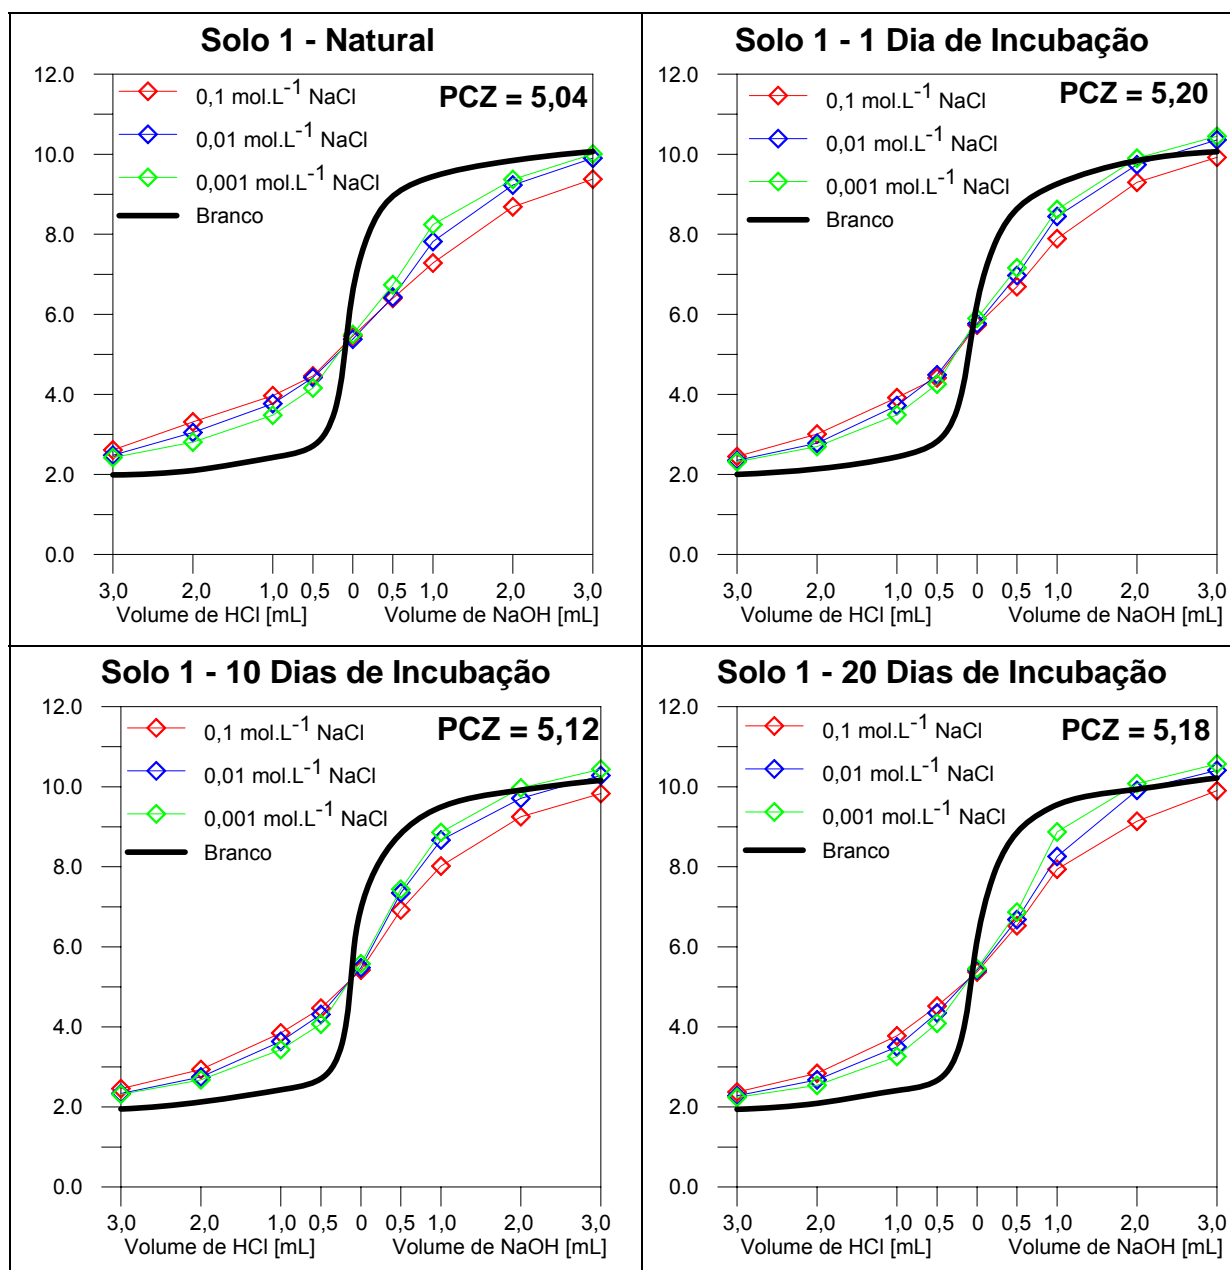 Solo 1 - Natural
12.0
10.0
8.0
6.0
4.0
2.0
0.0
0,1 mol.L-1 NaCl
0,01 mol.L-1 NaCl
0,001 mol.L-1 NaCl
Branco
PCZ = 5,04
3,0 2,0 1,0 0,5 0 0,5 1,0 2,0 3,0
Volume de HCl [mL] Volume de NaOH [mL]
Solo 1 - 1 Dia de Incubação
12.0
10.0
8.0
6.0
4.0
2.0
0.0
0,1 mol.L-1 NaCl
0,01 mol.L-1 NaCl
0,001 mol.L-1 NaCl
Branco
PCZ = 5,20
3,0 2,0 1,0 0,5 0 0,5 1,0 2,0 3,0
Volume de HCl [mL] Volume de NaOH [mL]
Solo 1 - 10 Dias de Incubação
12.0
10.0
8.0
6.0
4.0
2.0
0.0
0,1 mol.L-1 NaCl
0,01 mol.L-1 NaCl
0,001 mol.L-1 NaCl
Branco
PCZ = 5,12
3,0 2,0 1,0 0,5 0 0,5 1,0 2,0 3,0
Volume de HCl [mL] Volume de NaOH [mL]
Solo 1 - 20 Dias de Incubação
12.0
10.0
8.0
6.0
4.0
2.0
0.0
0,1 mol.L-1 NaCl
0,01 mol.L-1 NaCl
0,001 mol.L-1 NaCl
Branco
PCZ = 5,18
3,0 2,0 1,0 0,5 0 0,5 1,0 2,0 3,0
Volume de HCl [mL] Volume de NaOH [mL]